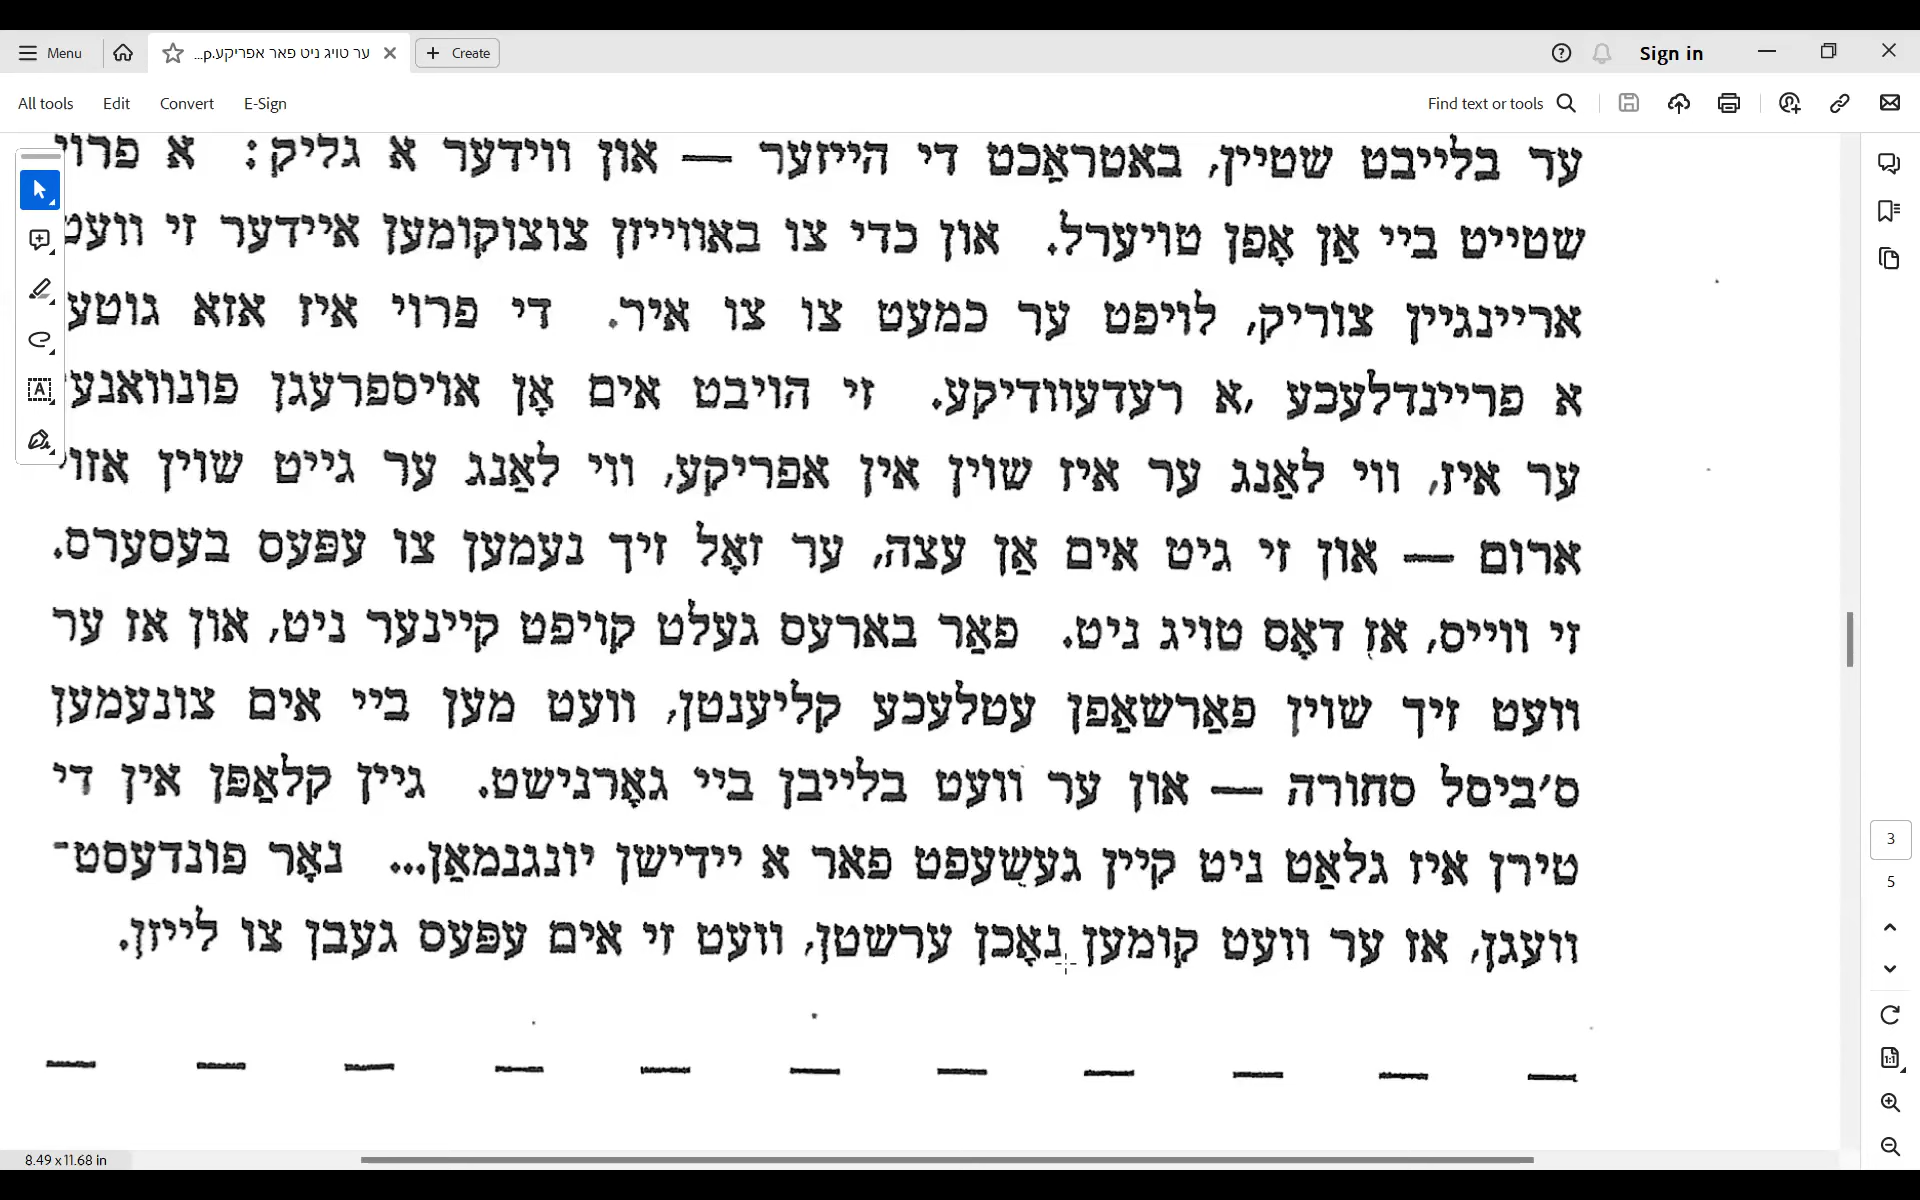 Menu
ער טויג ניט פאר אפריקע.p...
Create
Sign in
All tools
Edit
Convert
E-Sign
Find text or tools
ער בלייבט שטיין, באטראַכט די הייזער — און ווידער א גליק: א פרוי
שטייט ביי אַן אָפן טויערל. און כדי צו באווייזן צוצוקומען איידער זי וועט
אריינגיין צוריק, לויפט ער כמעט צו צו איר. די פרוי איז אזא גוטע
א פריינדלעכע ,א רעדעוודיקע. זי הויבט אים אָן אויספרעגן פונוואנע
ער איז, ווי לאַנג ער איז שוין אין אפריקע, ווי לאַנג ער גייט שוין אזוי
ארום — און זי גיט אים אַן עצה, ער זאָל זיך נעמען צו עפּעס בעסערס.
זי ווייס, אז דאָס טויג ניט. פאַר בארעס געלט קויפט קיינער ניט, און אז ער
וועט זיך שוין פאַרשאַפן עטלעכע קליענטן, וועט מען ביי אים צונעמען
ס׳ביסל סחורה — און ער וועט בלייבן ביי גאָרנישט. גיין קלאַפּן אין די
טירן איז גלאַט ניט קיין געשעפט פאר א יידישן יונגנמאַן... נאָר פונדעסט־
וועגן, אז ער וועט קומען נאָכן ערשטן, וועט זי אים עפּעס געבן צו לייזן.
— — — — — — — — — — —
3
5
8.49 x 11.68 in